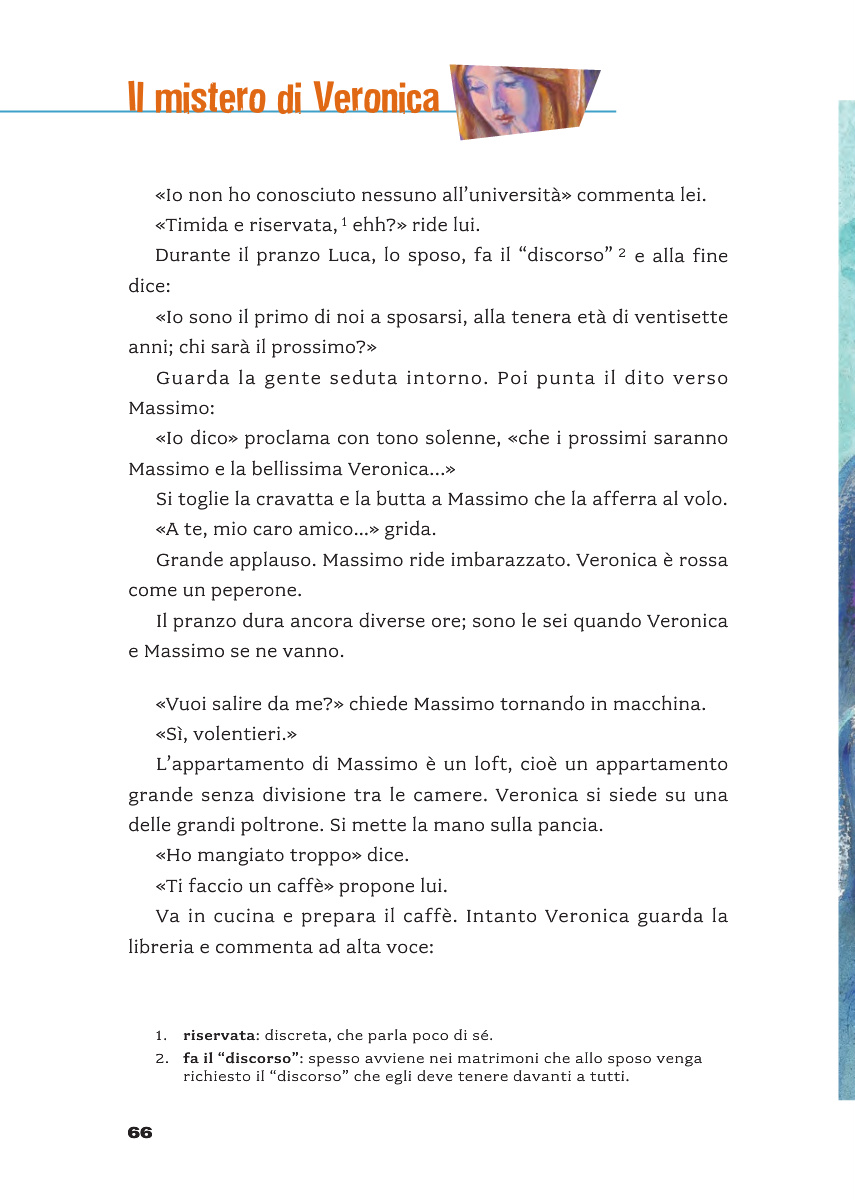 Il mistero di Veronica
«Io non ho conosciuto nessuno all’università» commenta lei.
«Timida e riservata, 1 ehh?» ride lui.
Durante il pranzo Luca, lo sposo, fa il “discorso” 2 e alla fine
dice:
«Io sono il primo di noi a sposarsi, alla tenera età di ventisette
anni; chi sarà il prossimo?»
Guarda la gente seduta intorno. Poi punta il dito verso
Massimo:
«Io dico» proclama con tono solenne, «che i prossimi saranno
Massimo e la bellissima Veronica...»
Si toglie la cravatta e la butta a Massimo che la afferra al volo.
«A te, mio caro amico...» grida.
Grande applauso. Massimo ride imbarazzato. Veronica è rossa
come un peperone.
Il pranzo dura ancora diverse ore; sono le sei quando Veronica
e Massimo se ne vanno.
«Vuoi salire da me?» chiede Massimo tornando in macchina.
«Sì, volentieri.»
L’appartamento di Massimo è un loft, cioè un appartamento
grande senza divisione tra le camere. Veronica si siede su una
delle grandi poltrone. Si mette la mano sulla pancia.
«Ho mangiato troppo» dice.
«Ti faccio un caffè» propone lui.
Va in cucina e prepara il caffè. Intanto Veronica guarda la
libreria e commenta ad alta voce:
1. riservata: discreta, che parla poco di sé.
2. fa il “discorso”: spesso avviene nei matrimoni che allo sposo venga
richiesto il “discorso” che egli deve tenere davanti a tutti.
66